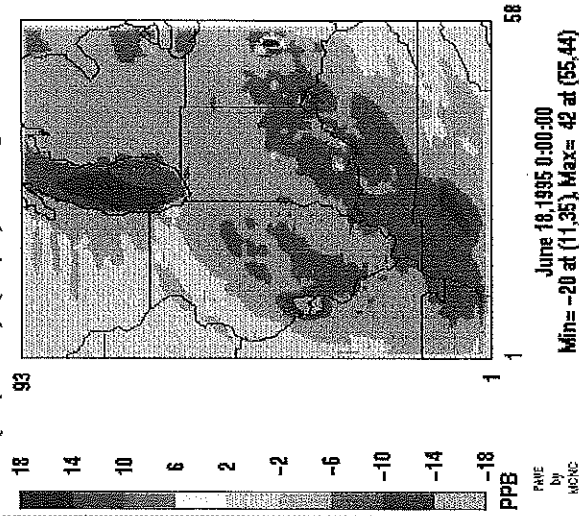 93
18
14
10
6
2
-2
-6
-10
-14
-18
PPB
PAVE
by
MCNC
1
1
58
June 18,1995 0:00:00
Min= -20 at (11,35), Max= 42 at (55,44)